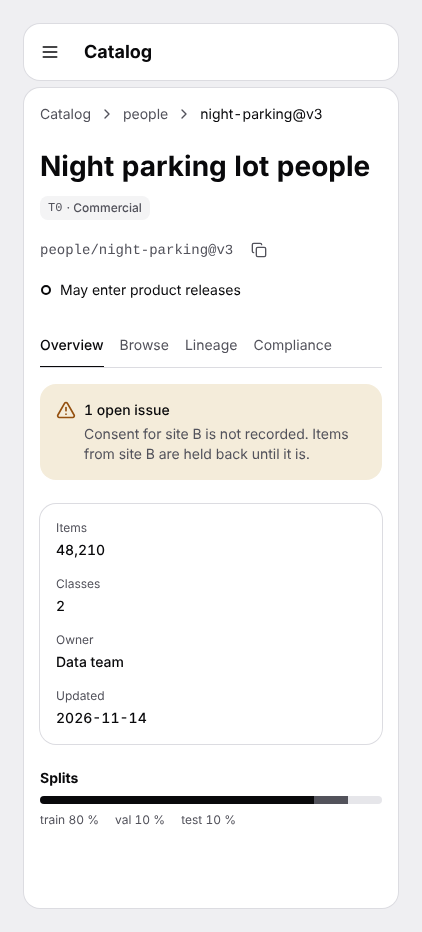 Catalog
Catalog > people > night-parking@v3
Night parking lot people
T0 · Commercial
people/night-parking@v3
May enter product releases
Overview Browse Lineage Compliance
1 open issue
Consent for site B is not recorded. Items
from site B are held back until it is.
Items
48,210
Classes
2
Owner
Data team
Updated
2026-11-14
Splits
train 80 % val 10 % test 10 %